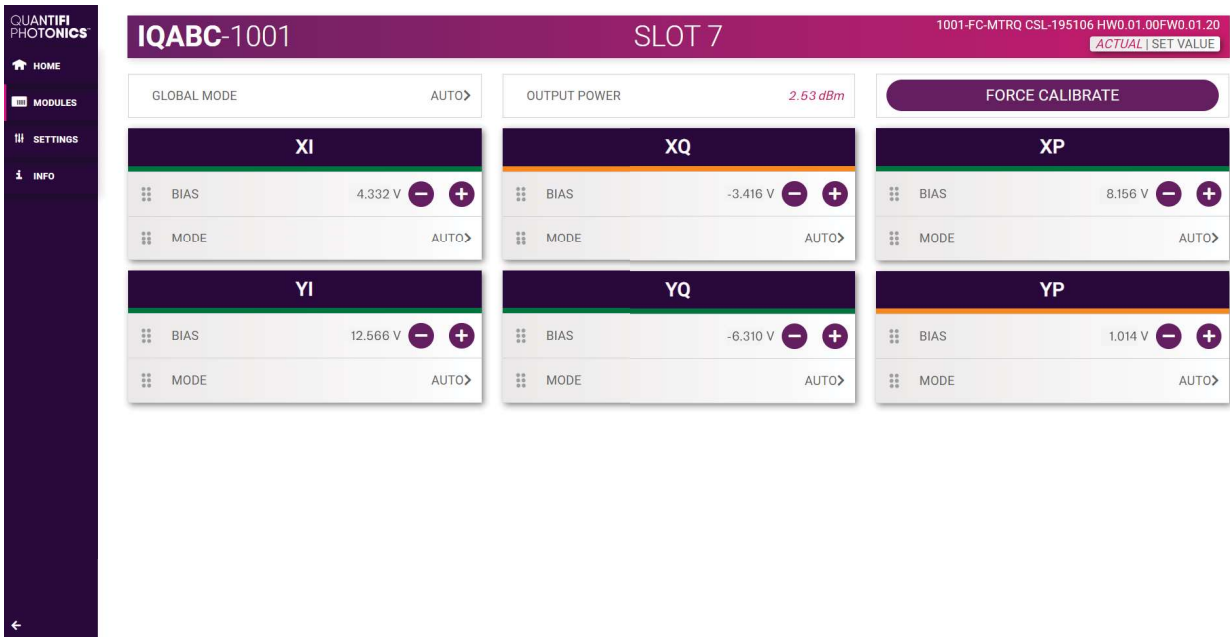 QUANTIFI
PHOTONICS™
HOME
MODULES
SETTINGS
INFO
IQABC-1001
SLOT 7
1001-FC-MTRQ CSL-195106 HW0.01.00FW0.01.20
ACTUAL | SET VALUE
GLOBAL MODE AUTO>
OUTPUT POWER 2.53 dBm
FORCE CALIBRATE
XI
BIAS 4.332 V
MODE AUTO>
XQ
BIAS -3.416 V
MODE AUTO>
XP
BIAS 8.156 V
MODE AUTO>
YI
BIAS 12.566 V
MODE AUTO>
YQ
BIAS -6.310 V
MODE AUTO>
YP
BIAS 1.014 V
MODE AUTO>